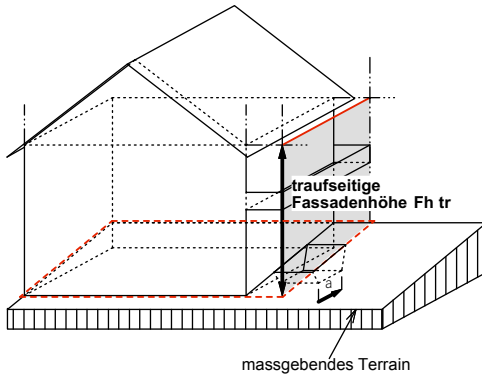 traufseitige
Fassadenhöhe Fh tr
a
massgebendes Terrain